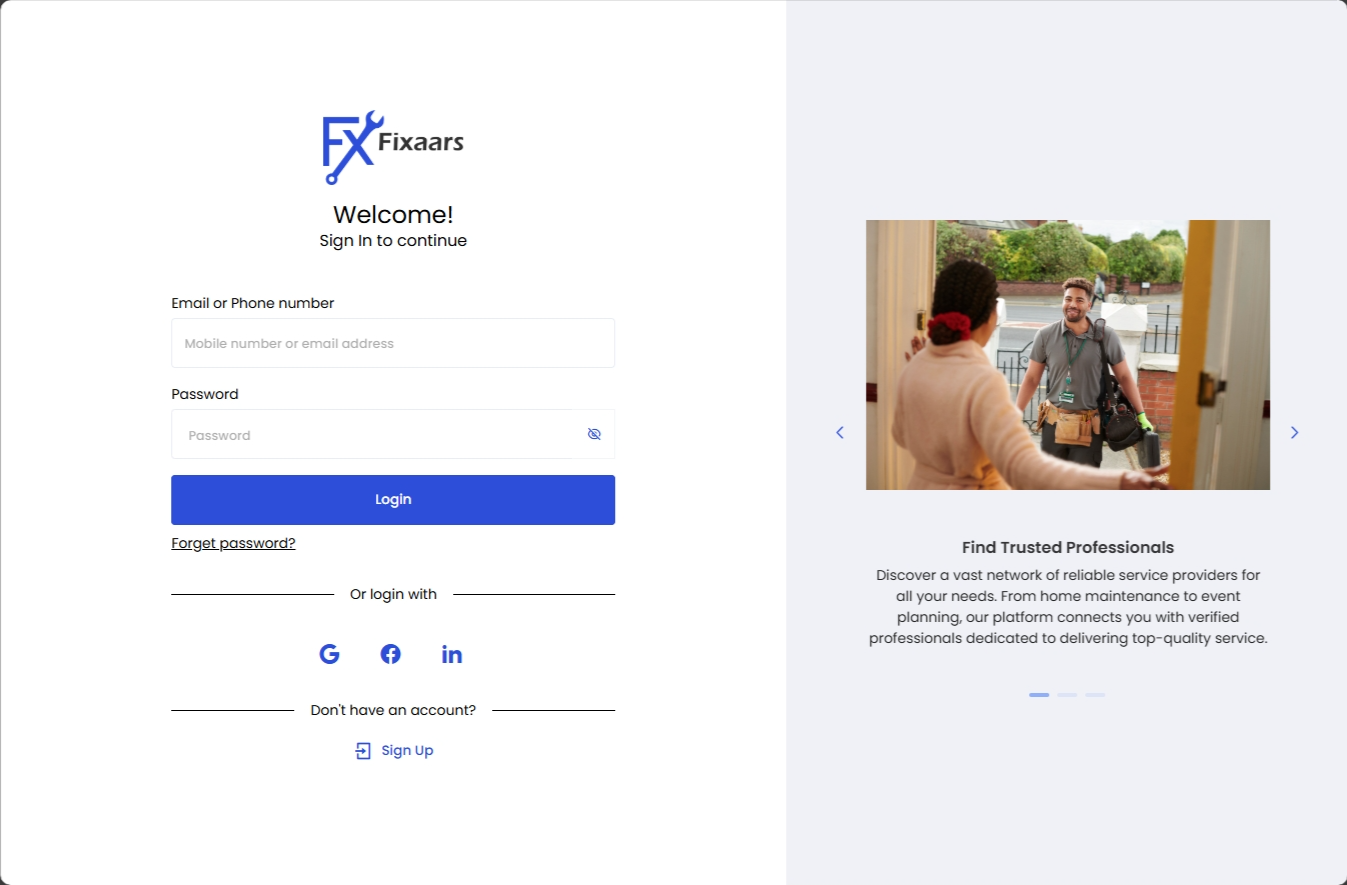 FX Fixaars
Welcome!
Sign In to continue
Email or Phone number
Mobile number or email address
Password
Password
Login
Forget password?
Or login with
G
f
in
Don't have an account?
Sign Up
Find Trusted Professionals
Discover a vast network of reliable service providers for
all your needs. From home maintenance to event
planning, our platform connects you with verified
professionals dedicated to delivering top-quality service.